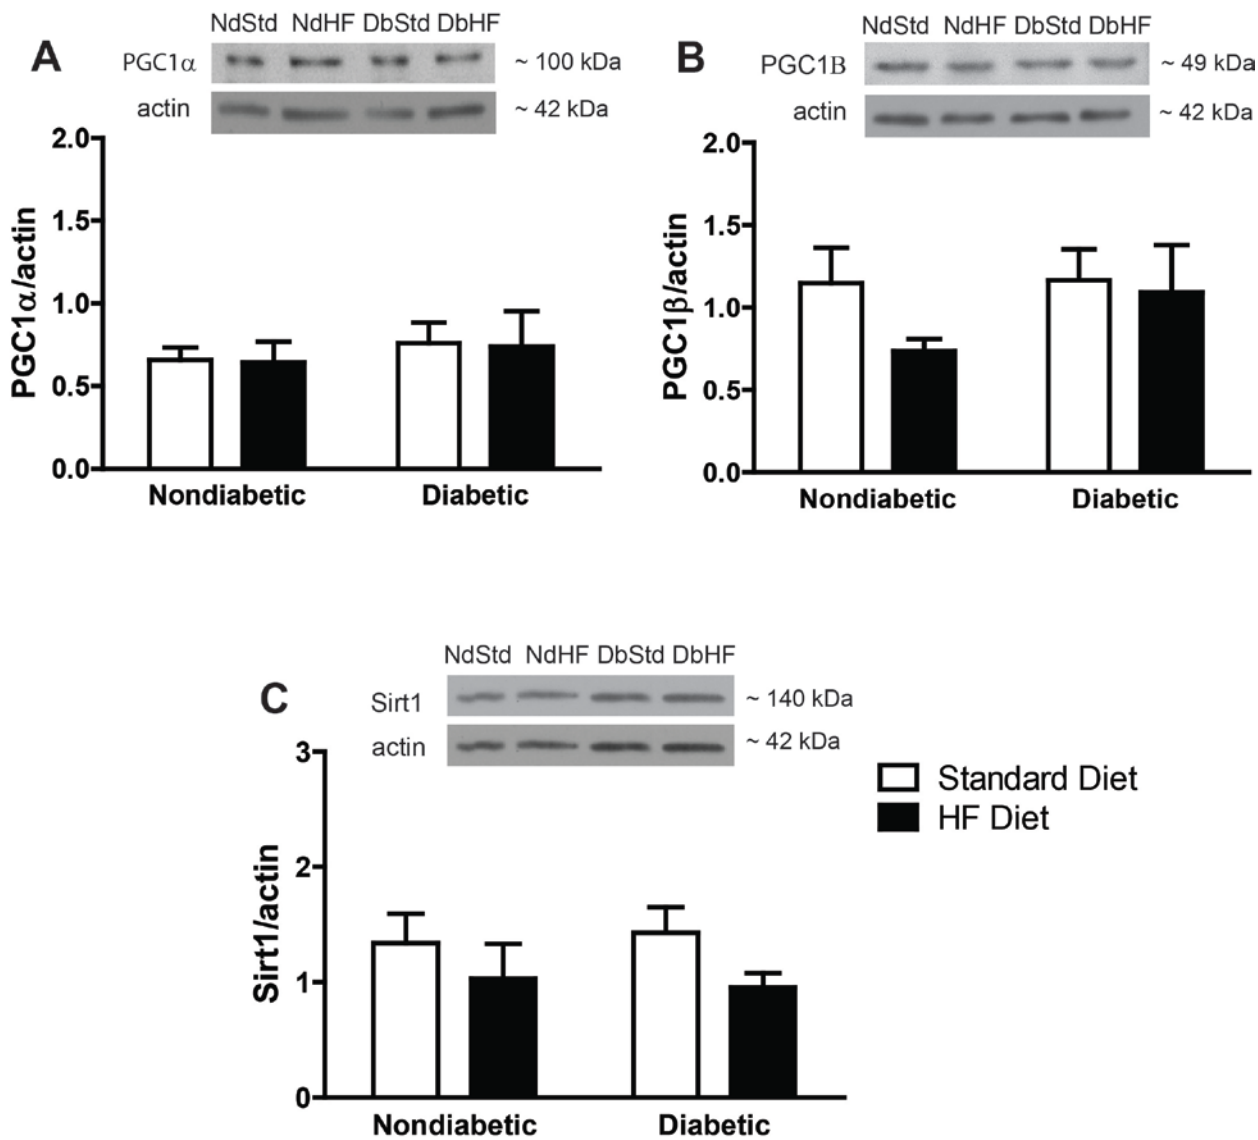 NdStd NdHF DbStd DbHF
A
PGC1α
~ 100 kDa
actin
~ 42 kDa
2.0
1.5
1.0
0.5
0.0
PGC1α/actin
Nondiabetic
Diabetic
NdStd NdHF DbStd DbHF
B
PGC1B
~ 49 kDa
actin
~ 42 kDa
2.0
1.5
1.0
0.5
0.0
PGC1β/actin
Nondiabetic
Diabetic
NdStd NdHF DbStd DbHF
C
Sirt1
~ 140 kDa
actin
~ 42 kDa
3
2
1
0
Sirt1/actin
Nondiabetic
Diabetic
Standard Diet
HF Diet